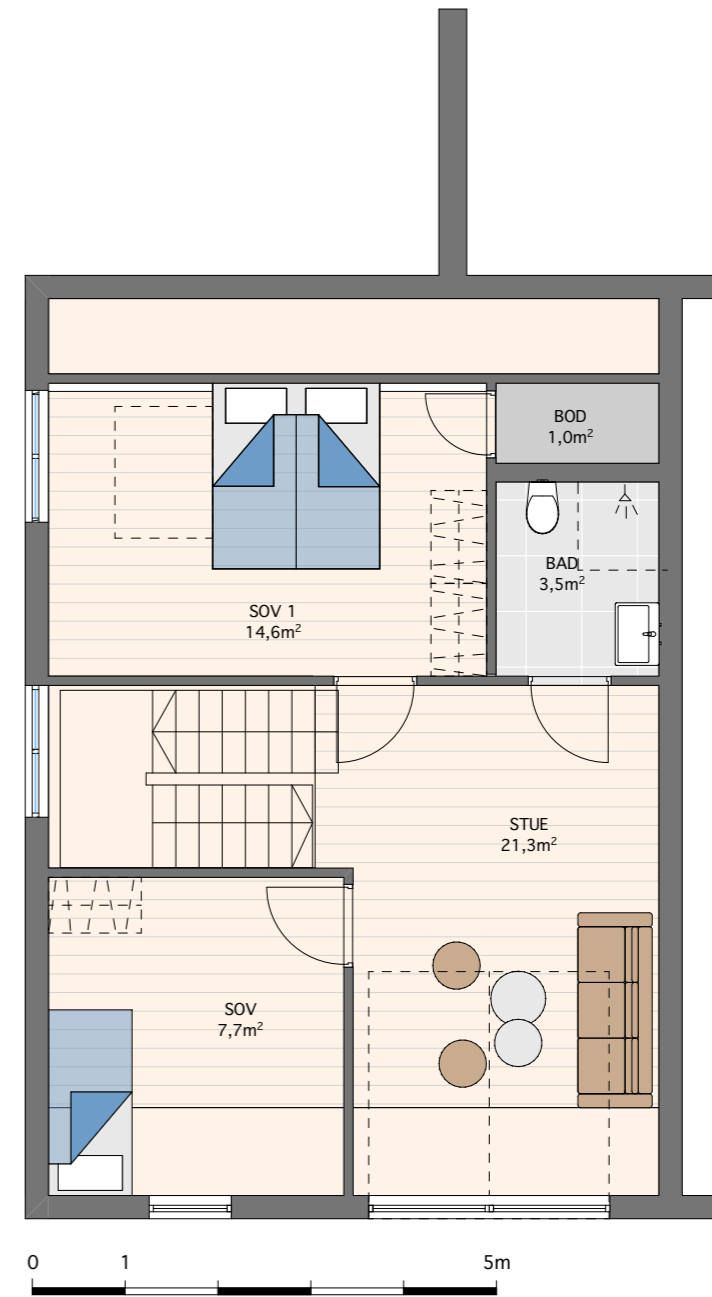 BOD
1,0m²
BAD
3,5m²
SOV 1
14,6m²
STUE
21,3m²
SOV
7,7m²
0 1 5m